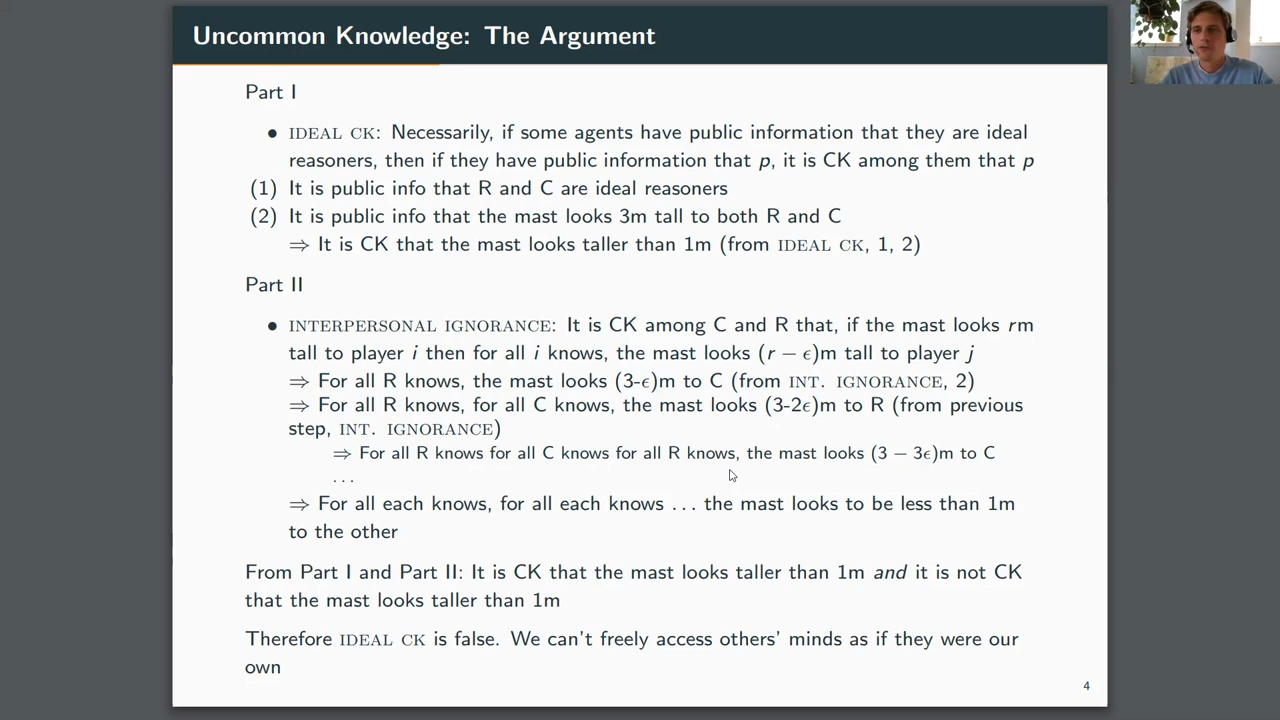 Uncommon Knowledge: The Argument
Part I
• IDEAL CK: Necessarily, if some agents have public information that they are ideal
reasoners, then if they have public information that p, it is CK among them that p
(1) It is public info that R and C are ideal reasoners
(2) It is public info that the mast looks 3m tall to both R and C
⇒ It is CK that the mast looks taller than 1m (from IDEAL CK, 1, 2)
Part II
• INTERPERSONAL IGNORANCE: It is CK among C and R that, if the mast looks rm
tall to player i then for all i knows, the mast looks (r − ϵ)m tall to player j
⇒ For all R knows, the mast looks (3-ϵ)m to C (from INT. IGNORANCE, 2)
⇒ For all R knows, for all C knows, the mast looks (3-2ϵ)m to R (from previous
step, INT. IGNORANCE)
⇒ For all R knows for all C knows for all R knows, the mast looks (3 − 3ϵ)m to C
...
⇒ For all each knows, for all each knows ... the mast looks to be less than 1m
to the other
From Part I and Part II: It is CK that the mast looks taller than 1m and it is not CK
that the mast looks taller than 1m
Therefore IDEAL CK is false. We can't freely access others' minds as if they were our
own
4